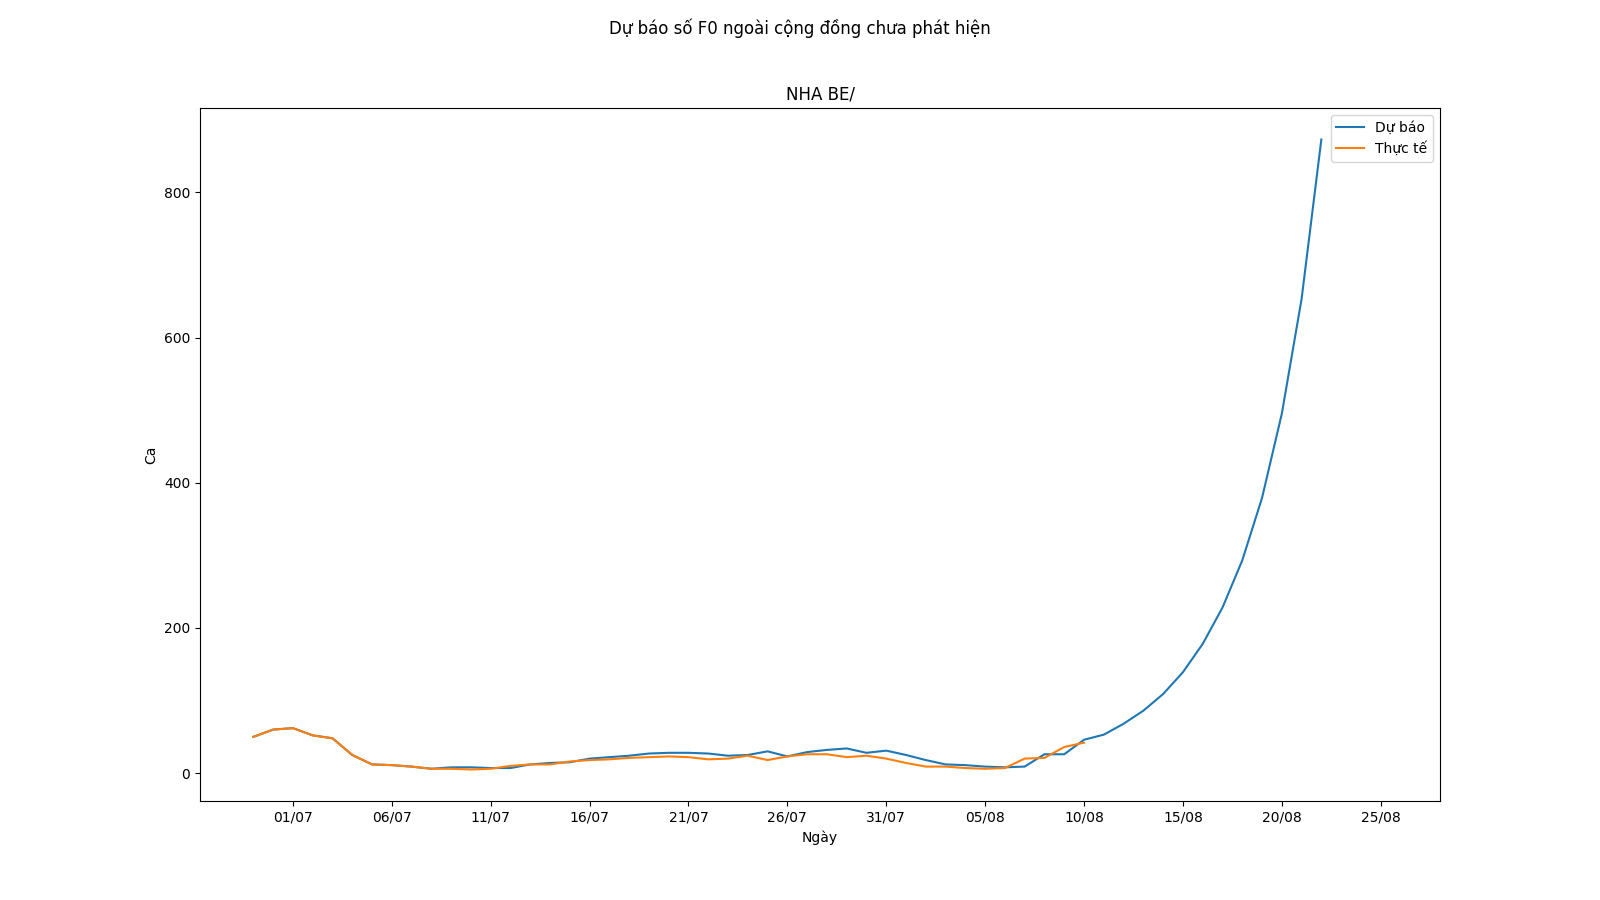 Dự báo số F0 ngoài cộng đồng chưa phát hiện
NHA BE/
Dự báo
Thực tế
Ca
800
600
400
200
0
01/07 06/07 11/07 16/07 21/07 26/07 31/07 05/08 10/08 15/08 20/08 25/08
Ngày